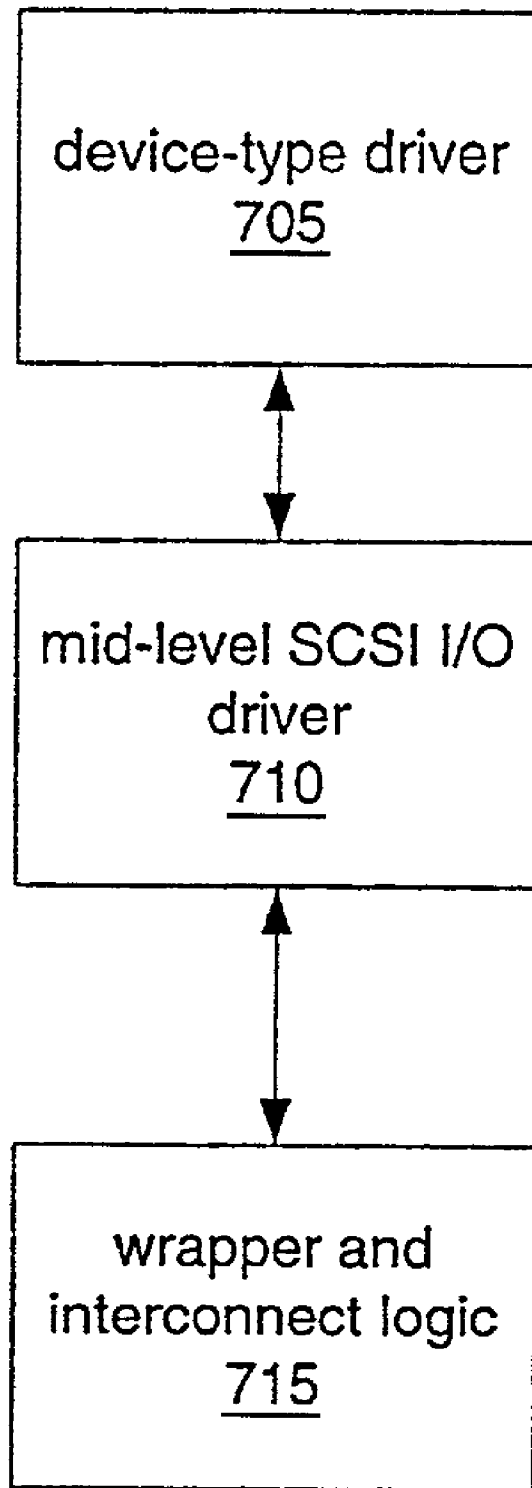 device-type driver
705
mid-level SCSI I/O
driver
710
wrapper and
interconnect logic
715